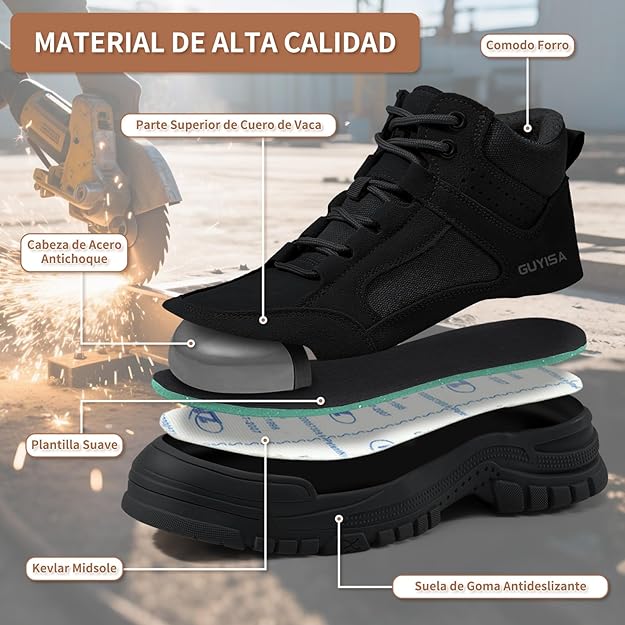 MATERIAL DE ALTA CALIDAD
Comodo Forro
Parte Superior de Cuero de Vaca
Cabeza de Acero
Antichoque
GUYISA
Plantilla Suave
Kevlar Midsole
Suela de Goma Antideslizante